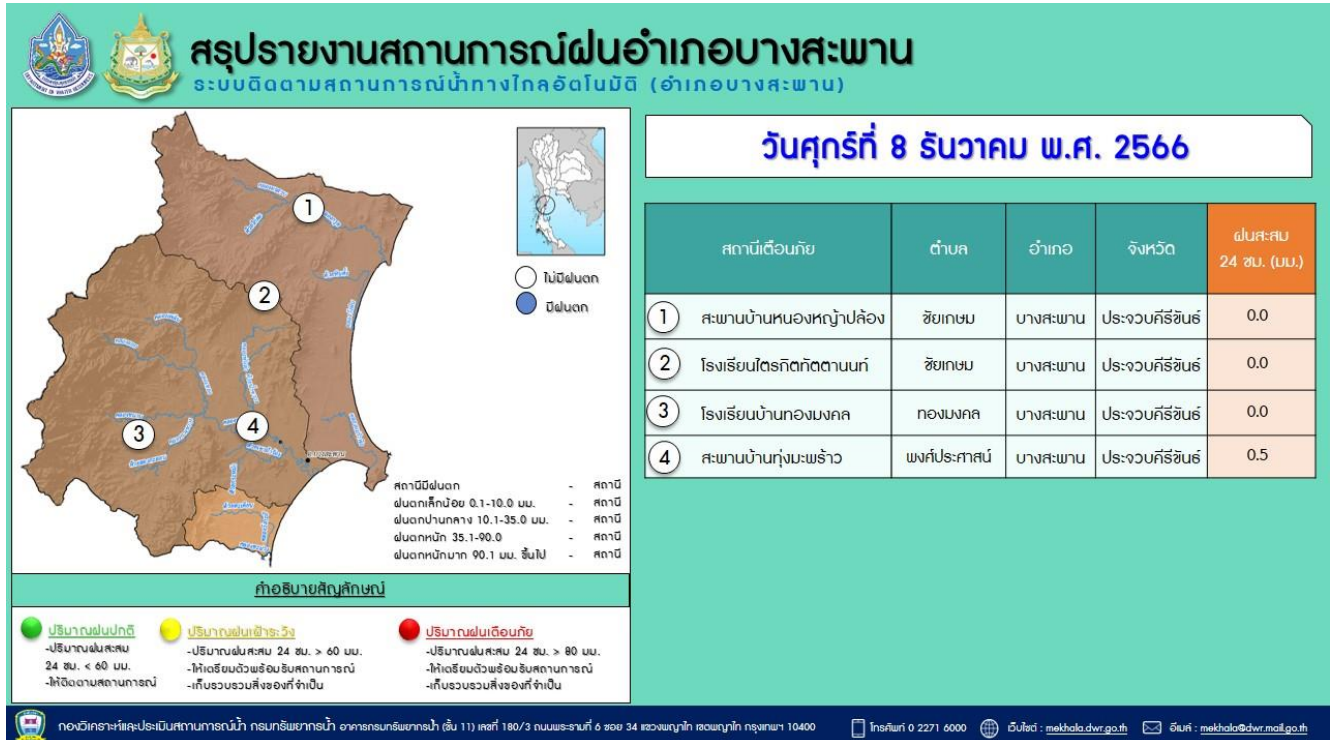 สรุปรายงานสถานการณ์ฝนอำเภอบางสะพาน
ระบบติดตามสถานการณ์น้ำทางไกลอัตโนมัติ (อำเภอบางสะพาน)
วันศุกร์ที่ 8 ธันวาคม พ.ศ. 2566
1
2
3
4
ไม่มีฝนตก
มีฝนตก
สถานีมีฝนตก - สถานี
ฝนตกเล็กน้อย 0.1-10.0 มม. - สถานี
ฝนตกปานกลาง 10.1-35.0 มม. - สถานี
ฝนตกหนัก 35.1-90.0 - สถานี
ฝนตกหนักมาก 90.1 มม. ขึ้นไป - สถานี
สถานีเตือนภัย ตำบล อำเภอ จังหวัด ฝนสะสม
24 ชม. (มม.)
1 สะพานบ้านหนองหญ้าปล้อง ชัยเกษม บางสะพาน ประจวบคีรีขันธ์ 0.0
2 โรงเรียนไตรกิตทัตตานนท์ ชัยเกษม บางสะพาน ประจวบคีรีขันธ์ 0.0
3 โรงเรียนบ้านทองมงคล ทองมงคล บางสะพาน ประจวบคีรีขันธ์ 0.0
4 สะพานบ้านทุ่งมะพร้าว พงศ์ประศาสน์ บางสะพาน ประจวบคีรีขันธ์ 0.5
คำอธิบายสัญลักษณ์
ปริมาณฝนปกติ
-ปริมาณฝนสะสม
24 ชม. < 60 มม.
-ให้ติดตามสถานการณ์
ปริมาณฝนเฝ้าระวัง
-ปริมาณฝนสะสม 24 ชม. > 60 มม.
-ให้เตรียมตัวพร้อมรับสถานการณ์
-เก็บรวบรวมสิ่งของที่จำเป็น
ปริมาณฝนเตือนภัย
-ปริมาณฝนสะสม 24 ชม. > 80 มม.
-ให้เตรียมตัวพร้อมรับสถานการณ์
-เก็บรวบรวมสิ่งของที่จำเป็น
กองวิเคราะห์และประเมินสถานการณ์น้ำ กรมทรัพยากรน้ำ อาคารกรมทรัพยากรน้ำ (ชั้น 11) เลขที่ 180/3 ถนนพระรามที่ 6 ซอย 34 แขวงพญาไท เขตพญาไท กรุงเทพฯ 10400 โทรศัพท์ 0 2271 6000 เว็บไซต์ : mekhala.dwr.go.th อีเมล์ : mekhala@dwr.mail.go.th